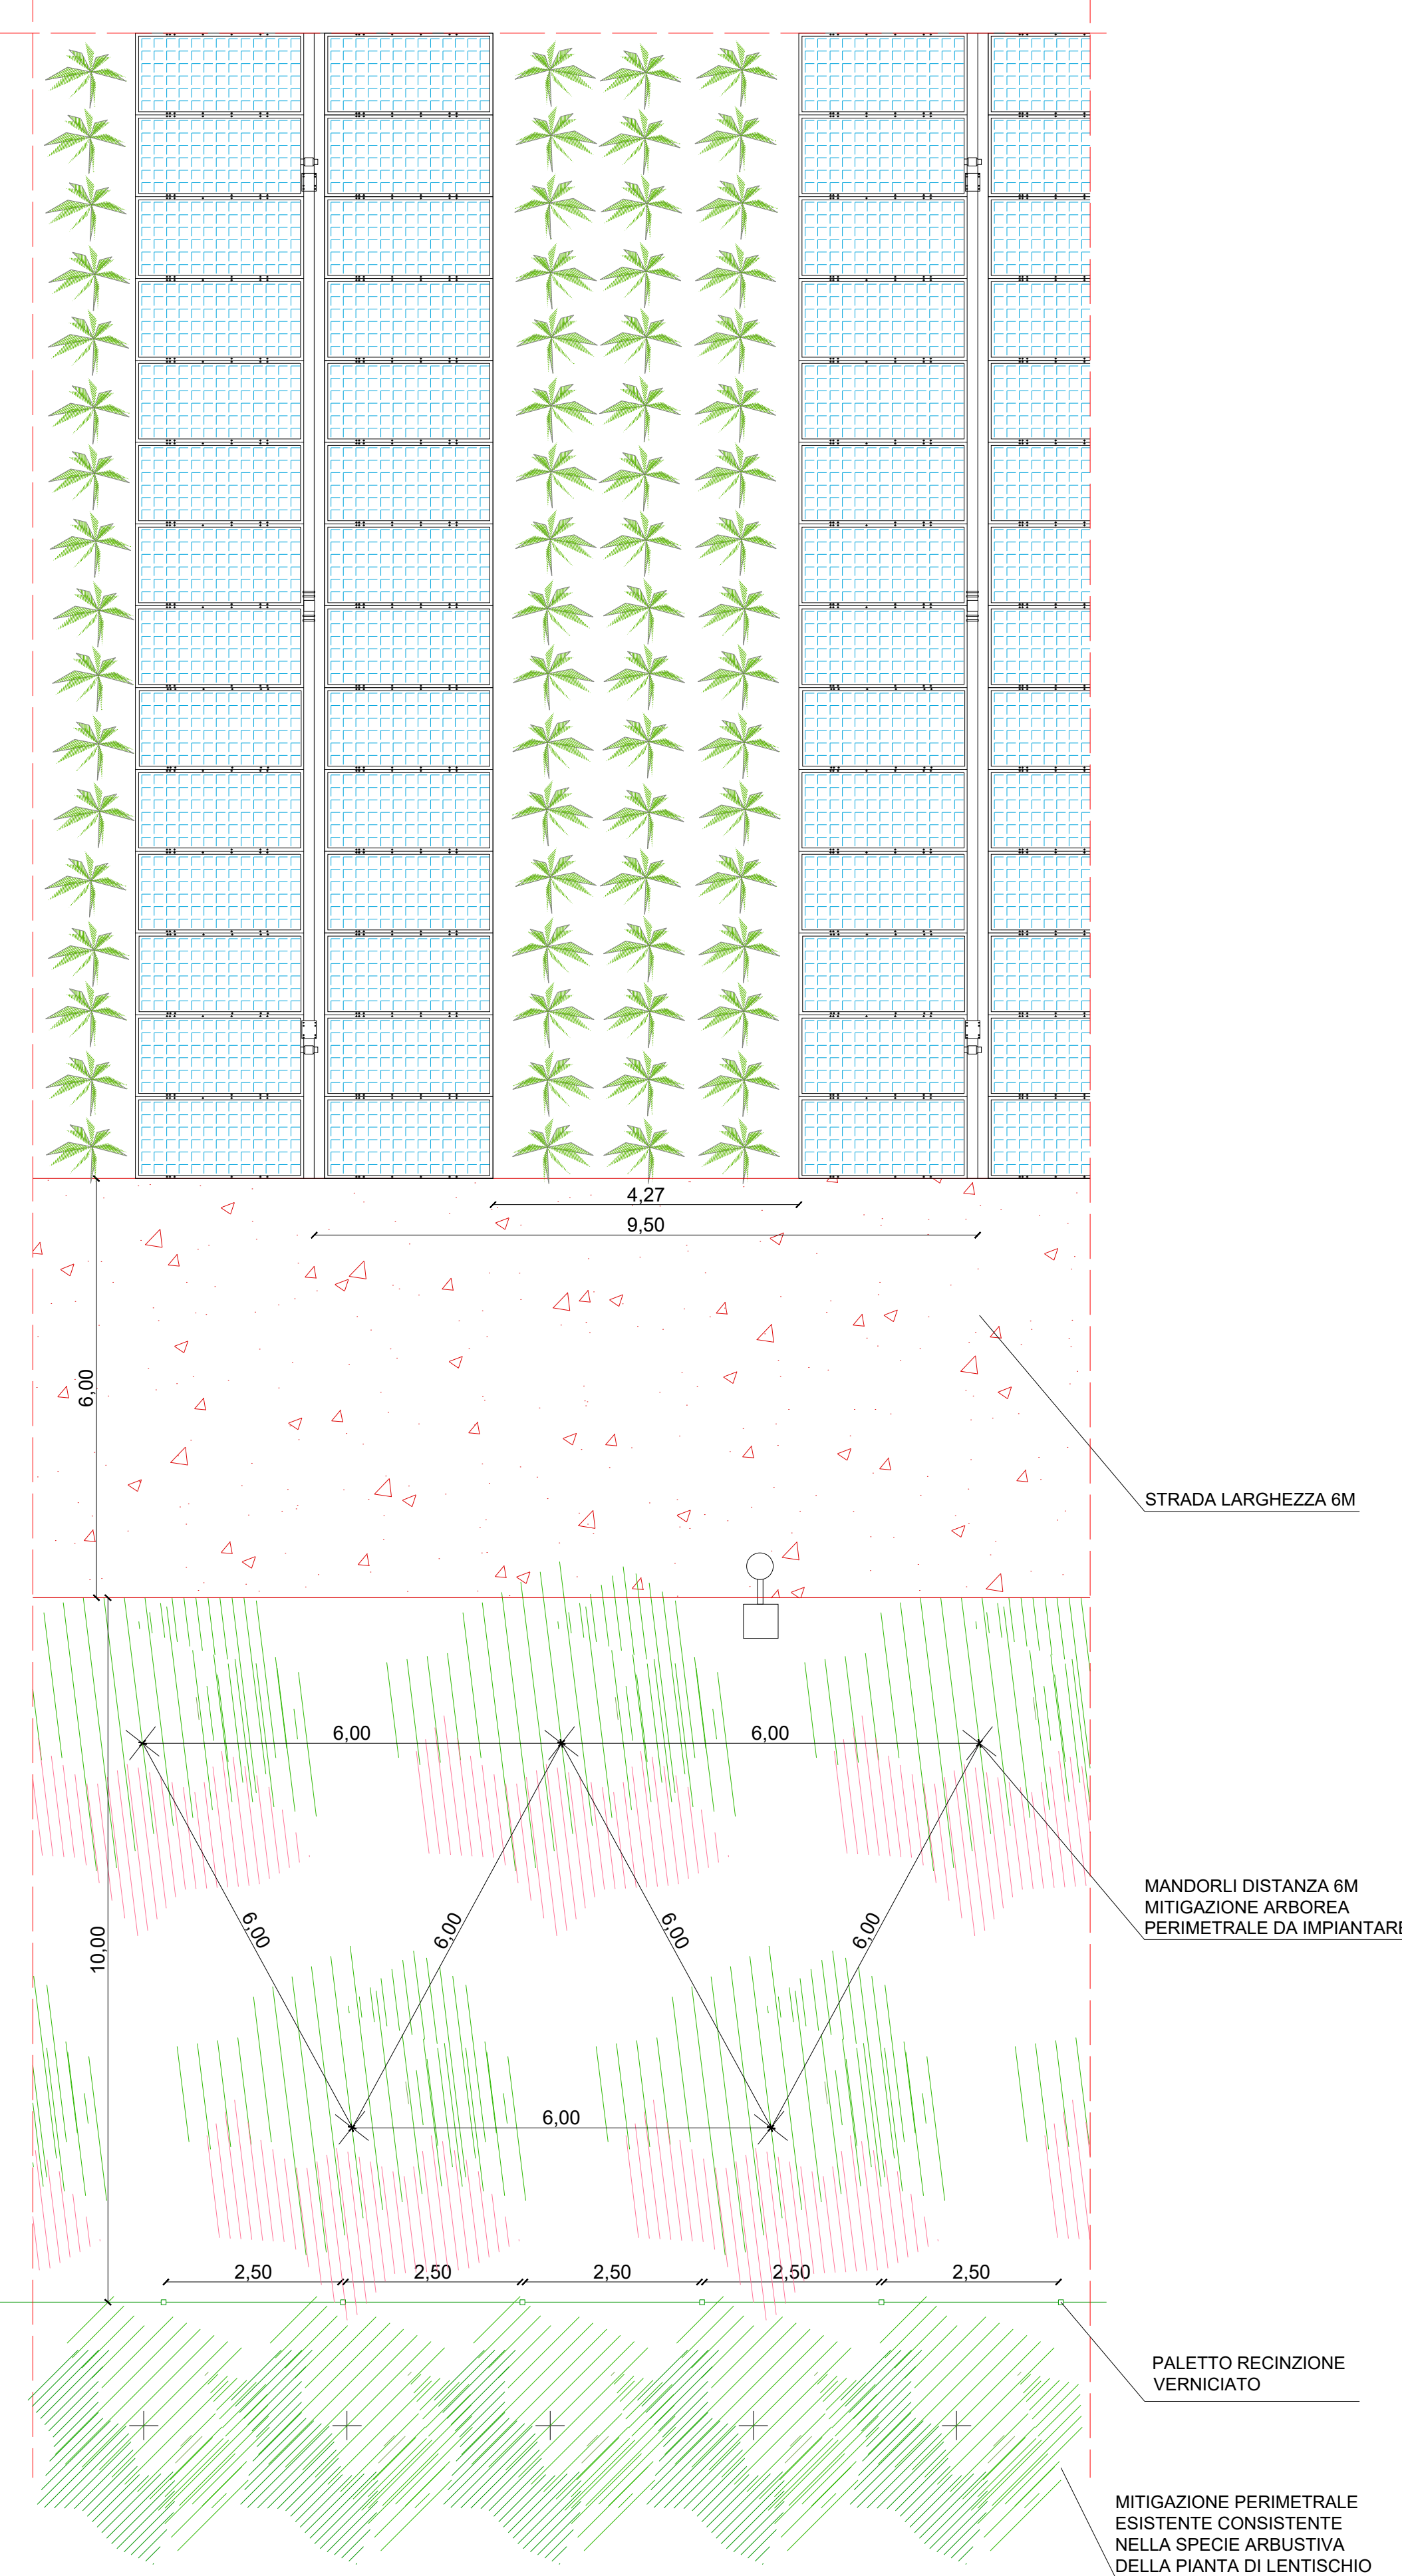 4,27
9,50
6,00
STRADA LARGHEZZA 6M
6,00
6,00
MANDORLI DISTANZA 6M
MITIGAZIONE ARBOREA
PERIMETRALE DA IMPIANTARE
6,00
6,00
6,00
6,00
10,00
6,00
2,50
2,50
2,50
2,50
2,50
PALETTO RECINZIONE
VERNICIATO
MITIGAZIONE PERIMETRALE
ESISTENTE CONSISTENTE
NELLA SPECIE ARBUSTIVA
DELLA PIANTA DI LENTISCHIO